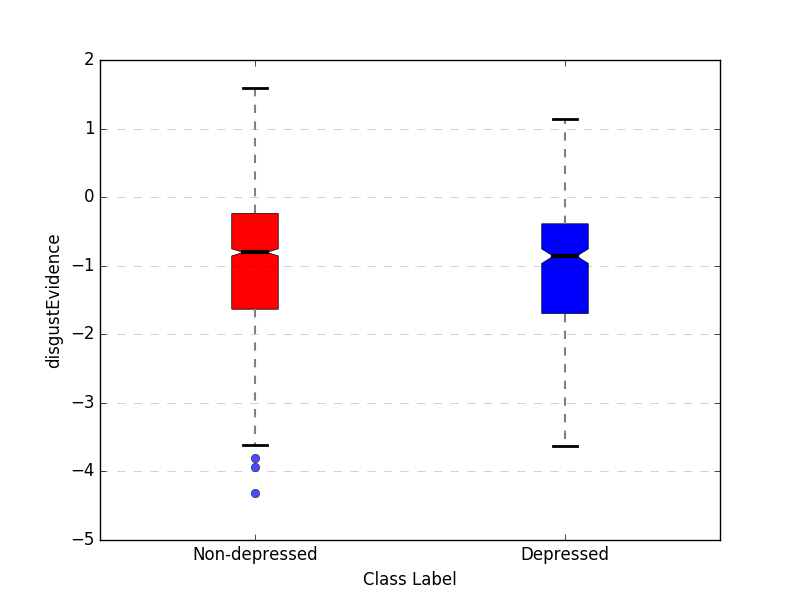 2
1
0
−1
−2
−3
−4
−5
disgustEvidence
Non-depressed
Depressed
Class Label